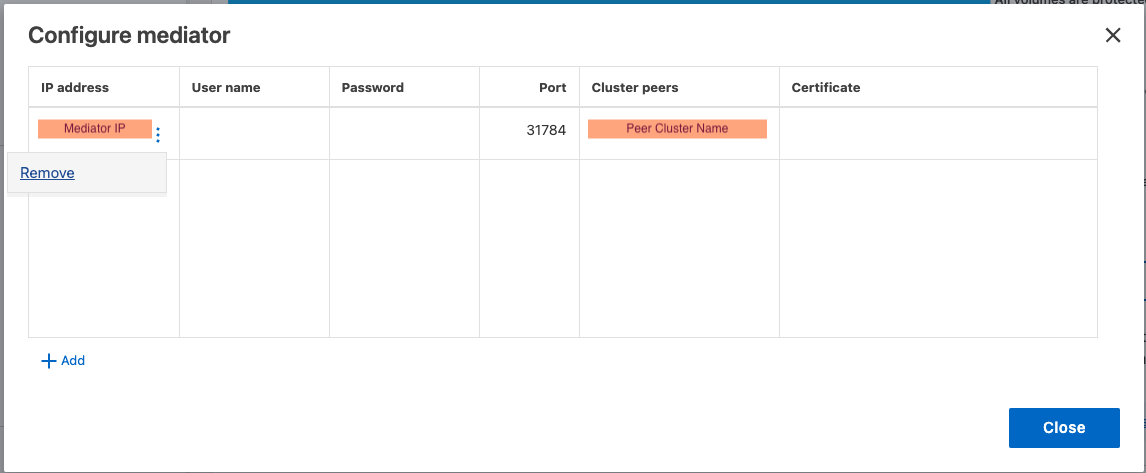 All volumes are protected
Configure mediator
IP address User name Password Port Cluster peers Certificate
Mediator IP 31784 Peer Cluster Name
Remove
Add
Close